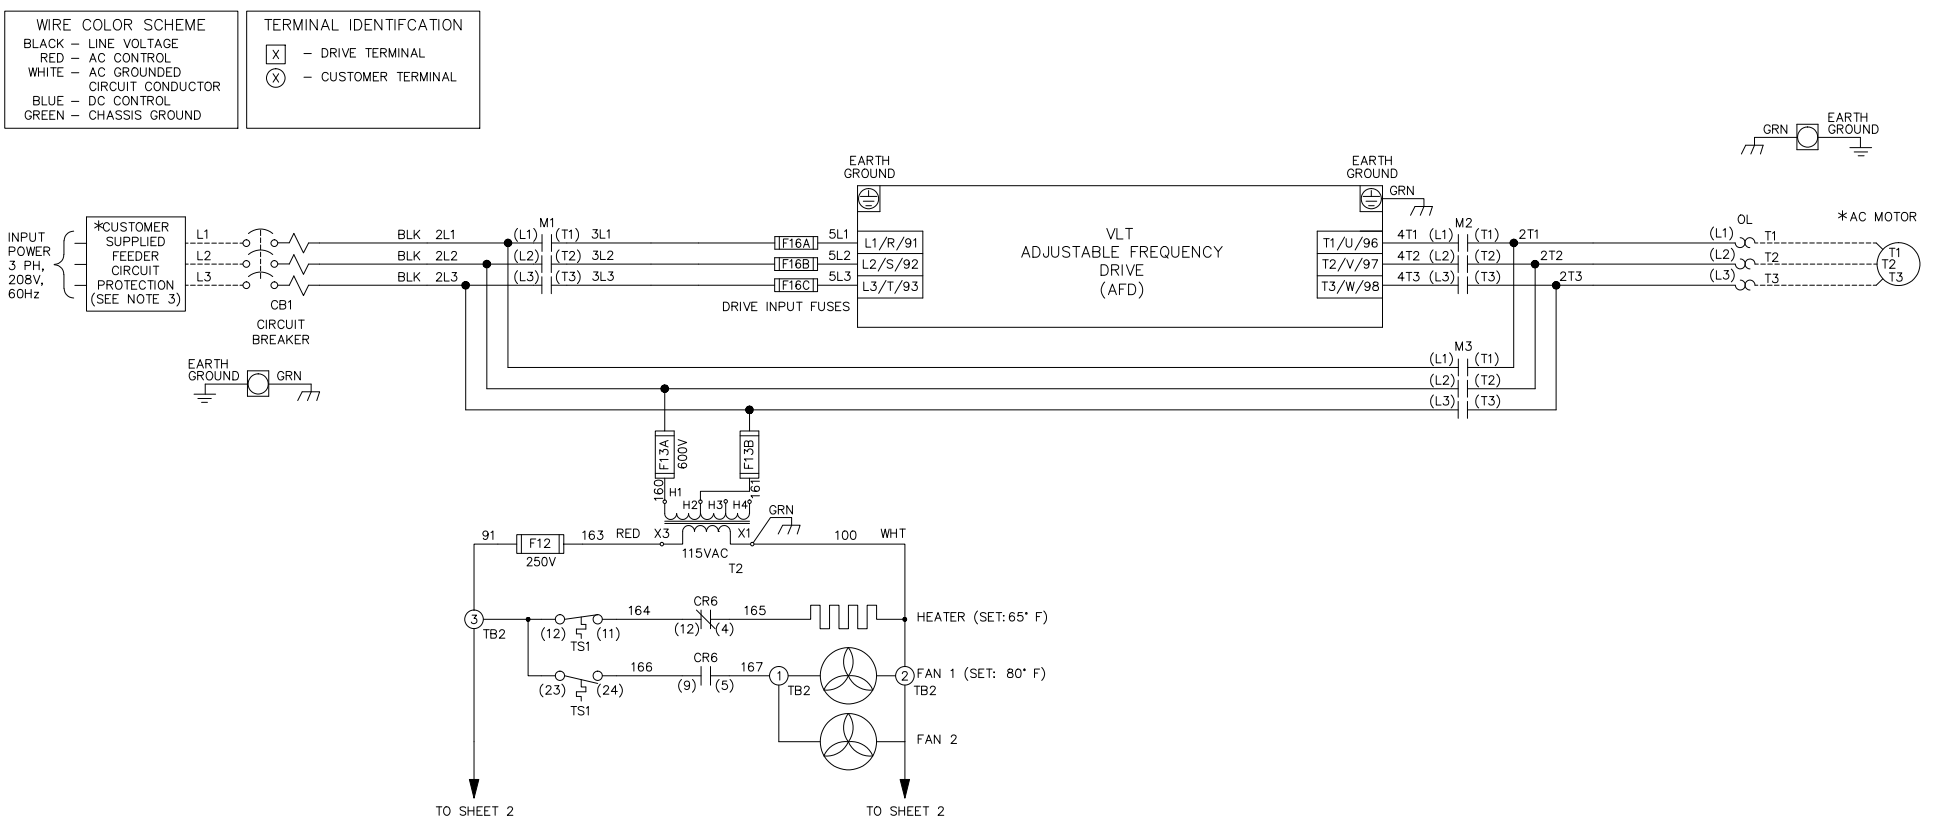 WIRE COLOR SCHEME
BLACK – LINE VOLTAGE
RED – AC CONTROL
WHITE – AC GROUNDED
CIRCUIT CONDUCTOR
BLUE – DC CONTROL
GREEN – CHASSIS GROUND
TERMINAL IDENTIFCATION
X – DRIVE TERMINAL
X – CUSTOMER TERMINAL
EARTH
GROUND
GRN
INPUT
POWER
3 PH,
208V,
60Hz
*CUSTOMER
SUPPLIED
FEEDER
CIRCUIT
PROTECTION
(SEE NOTE 3)
L1
L2
L3
CB1
CIRCUIT
BREAKER
BLK 2L1
BLK 2L2
BLK 2L3
M1
(L1) (T1) 3L1
(L2) (T2) 3L2
(L3) (T3) 3L3
F16A 5L1
F16B 5L2
F16C 5L3
DRIVE INPUT FUSES
EARTH
GROUND
L1/R/91
L2/S/92
L3/T/93
VLT
ADJUSTABLE FREQUENCY
DRIVE
(AFD)
EARTH
GROUND
GRN
T1/U/96
T2/V/97
T3/W/98
M2
4T1 (L1) (T1) 2T1
4T2 (L2) (T2) 2T2
4T3 (L3) (T3) 2T3
OL
(L1) T1
(L2) T2
(L3) T3
*AC MOTOR
T1
T2
T3
EARTH
GROUND
GRN
M3
(L1) (T1)
(L2) (T2)
(L3) (T3)
F13A
600V
F13B
160
161
H1
H2 H3 H4
GRN
91
F12
250V
163 RED X3
X1
115VAC
T2
100 WHT
3
TB2
(12) (11)
TS1
164
CR6
(12) (4)
165
HEATER (SET:65° F)
(23) (24)
TS1
166
CR6
(9) (5)
167
1
TB2
2
TB2
FAN 1 (SET: 80° F)
FAN 2
TO SHEET 2
TO SHEET 2